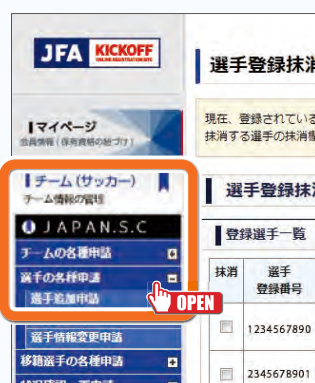 JFA KICKOFF
ONLINE REGISTRATION SITE
マイページ
会員情報(保有資格の紐づけ)
チーム(サッカー)
チーム情報の管理
JAPAN.S.C
チームの各種申請
選手の各種申請
選手追加申請
OPEN
選手情報変更申請
移籍選手の各種申請
選手登録抹消
現在、登録されている
抹消する選手の抹消
選手登録抹
登録選手一覧
抹消
選手
登録番号
1234567890
2345678901